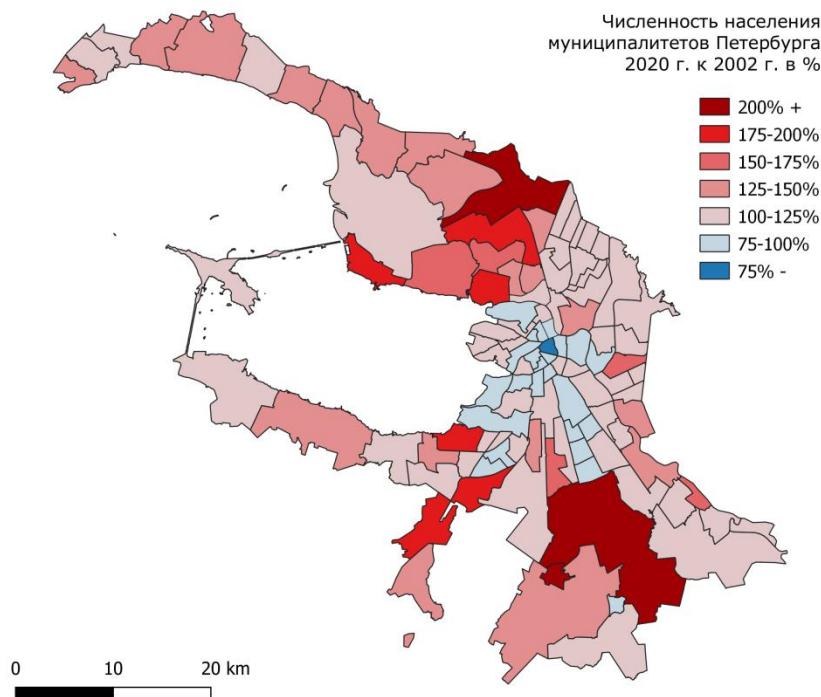 Численность населения
муниципалитетов Петербурга
2020 г. к 2002 г. в %
200% +
175-200%
150-175%
125-150%
100-125%
75-100%
75% -
0 10 20 km